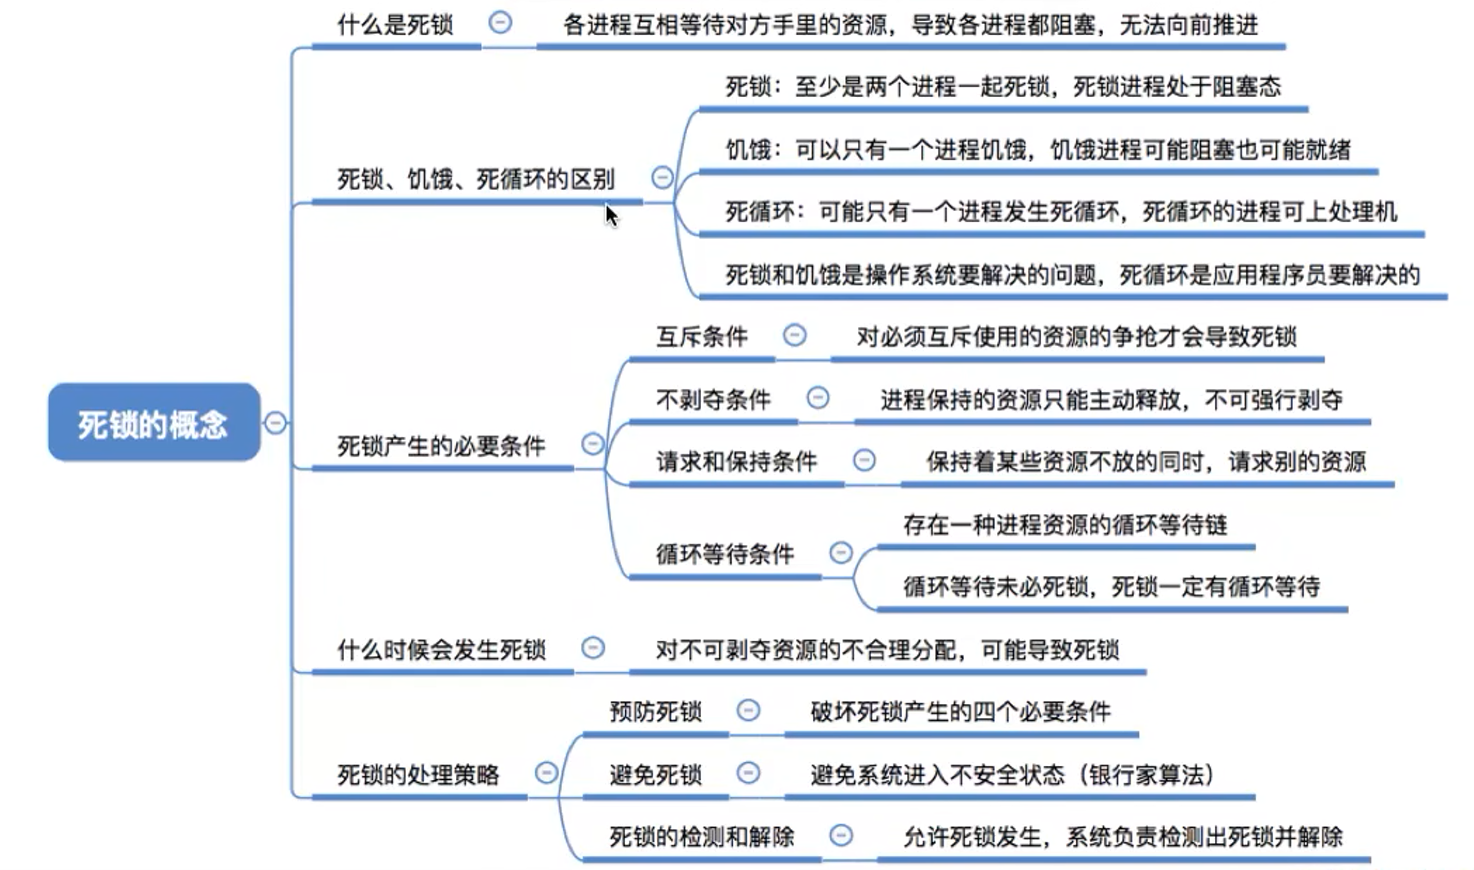 什么是死锁
各进程互相等待对方手里的资源，导致各进程都阻塞，无法向前推进
死锁、饥饿、死循环的区别
死锁：至少是两个进程一起死锁，死锁进程处于阻塞态
饥饿：可以只有一个进程饥饿，饥饿进程可能阻塞也可能就绪
死循环：可能只有一个进程发生死循环，死循环的进程可上处理机
死锁和饥饿是操作系统要解决的问题，死循环是应用程序员要解决的
死锁的概念
死锁产生的必要条件
互斥条件
对必须互斥使用的资源的争抢才会导致死锁
不剥夺条件
进程保持的资源只能主动释放，不可强行剥夺
请求和保持条件
保持着某些资源不放的同时，请求别的资源
循环等待条件
存在一种进程资源的循环等待链
循环等待未必死锁，死锁一定有循环等待
什么时候会发生死锁
对不可剥夺资源的不合理分配，可能导致死锁
死锁的处理策略
预防死锁
破坏死锁产生的四个必要条件
避免死锁
避免系统进入不安全状态（银行家算法）
死锁的检测和解除
允许死锁发生，系统负责检测出死锁并解除